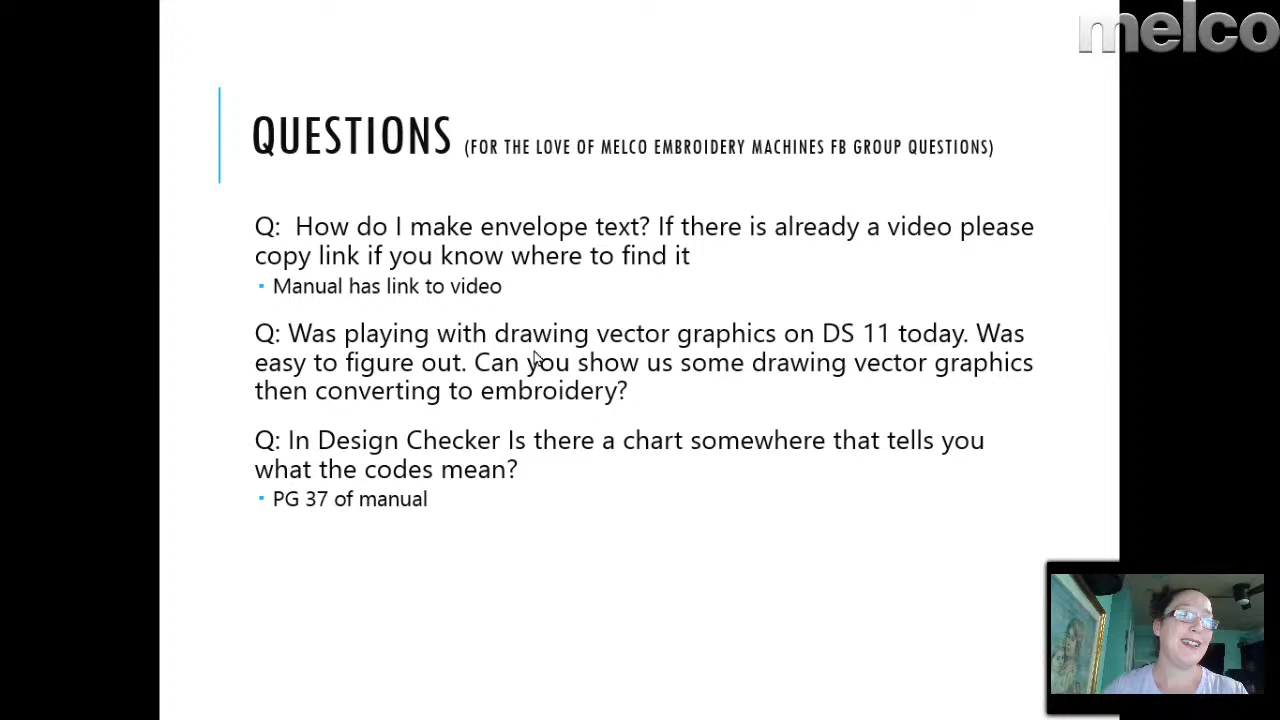 melco
QUESTIONS (FOR THE LOVE OF MELCO EMBROIDERY MACHINES FB GROUP QUESTIONS)
Q:  How do I make envelope text? If there is already a video please
copy link if you know where to find it
▪ Manual has link to video
Q: Was playing with drawing vector graphics on DS 11 today. Was
easy to figure out. Can you show us some drawing vector graphics
then converting to embroidery?
Q: In Design Checker Is there a chart somewhere that tells you
what the codes mean?
▪ PG 37 of manual